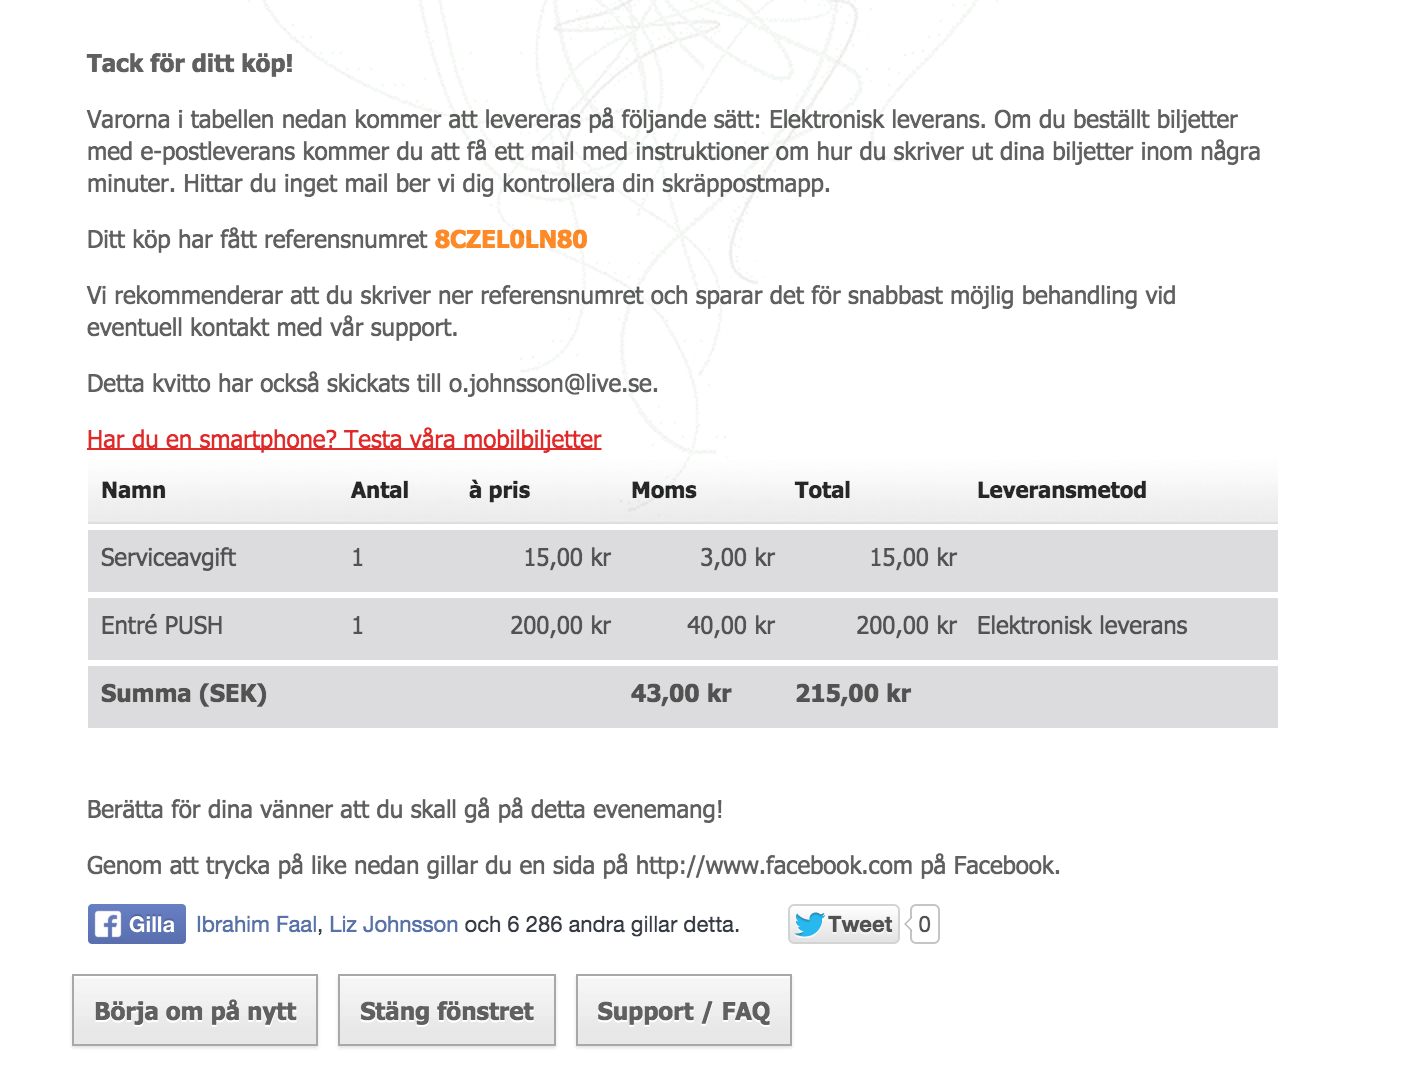 Tack för ditt köp!
Varorna i tabellen nedan kommer att levereras på följande sätt: Elektronisk leverans. Om du beställt biljetter
med e-postleverans kommer du att få ett mail med instruktioner om hur du skriver ut dina biljetter inom några
minuter. Hittar du inget mail ber vi dig kontrollera din skräppostmapp.
Ditt köp har fått referensnumret 8CZEL0LN80
Vi rekommenderar att du skriver ner referensnumret och sparar det för snabbast möjlig behandling vid
eventuell kontakt med vår support.
Detta kvitto har också skickats till o.johnsson@live.se.
Har du en smartphone? Testa våra mobilbiljetter
Namn Antal à pris Moms Total Leveransmetod
Serviceavgift 1 15,00 kr 3,00 kr 15,00 kr
Entré PUSH 1 200,00 kr 40,00 kr 200,00 kr Elektronisk leverans
Summa (SEK) 43,00 kr 215,00 kr
Berätta för dina vänner att du skall gå på detta evenemang!
Genom att trycka på like nedan gillar du en sida på http://www.facebook.com på Facebook.
Gilla Ibrahim Faal, Liz Johnsson och 6 286 andra gillar detta. Tweet 0
Börja om på nytt Stäng fönstret Support / FAQ